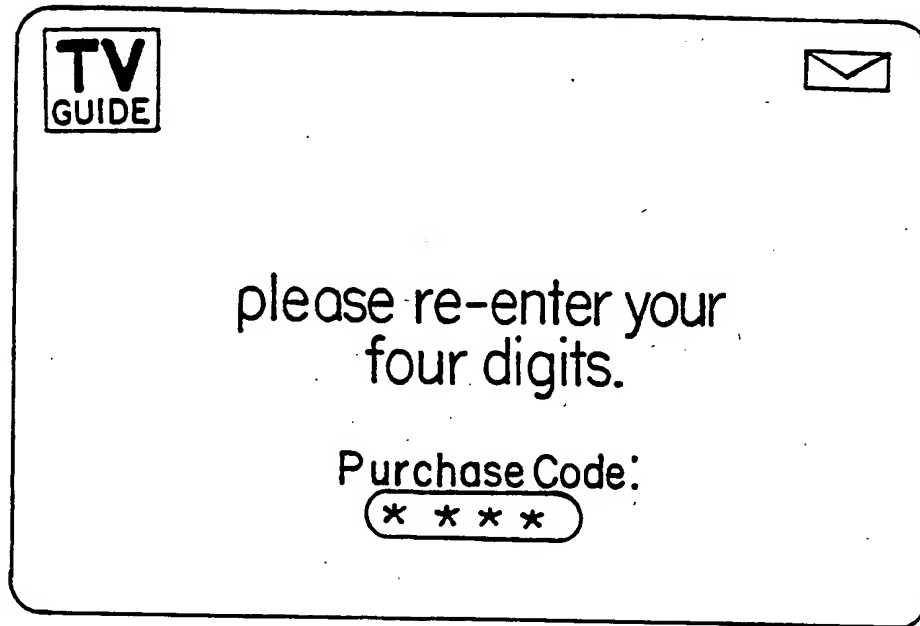 TV
GUIDE
please re-enter your
four digits.
Purchase Code:
* * * *